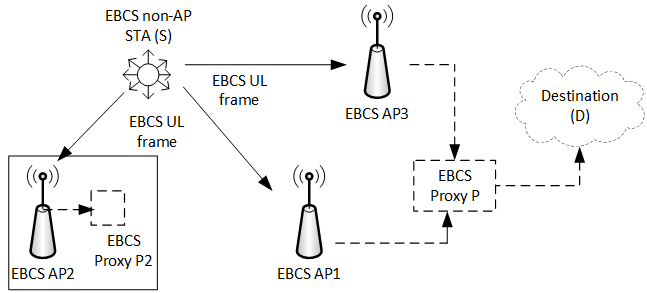 EBCS non-AP
STA (S)
EBCS UL
frame
EBCS AP3
Destination
(D)
EBCS UL
frame
EBCS
Proxy P
EBCS
Proxy P2
EBCS AP2
EBCS AP1